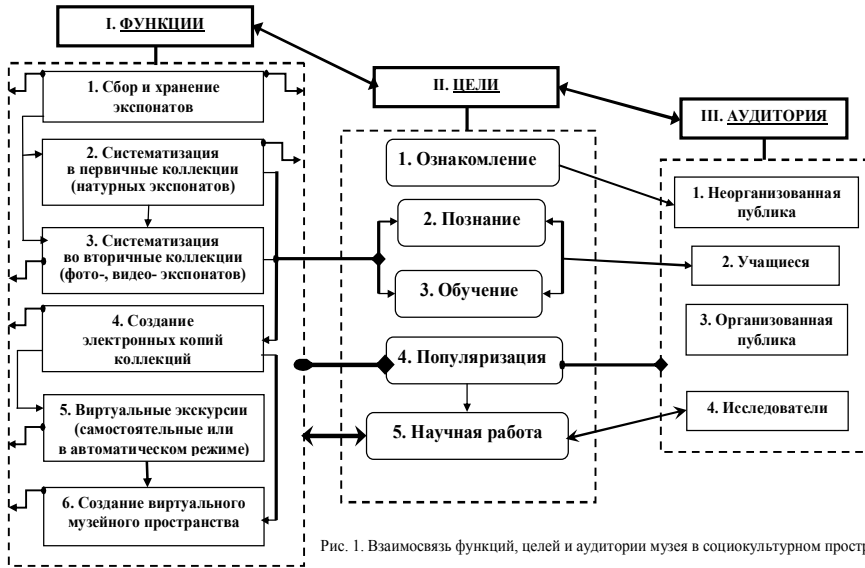 I. ФУНКЦИИ
1. Сбор и хранение
экспонатов
2. Систематизация
в первичные коллекции
(натурных экспонатов)
3. Систематизация
во вторичные коллекции
(фото-, видео- экспонатов)
4. Создание
электронных копий
коллекций
5. Виртуальные экскурсии
(самостоятельные или
в автоматическом режиме)
6. Создание виртуального
музейного пространства
II. ЦЕЛИ
1. Ознакомление
2. Познание
3. Обучение
4. Популяризация
5. Научная работа
III. АУДИТОРИЯ
1. Неорганизованная
публика
2. Учащиеся
3. Организованная
публика
4. Исследователи
Рис. 1. Взаимосвязь функций, целей и аудитории музея в социокультурном простр